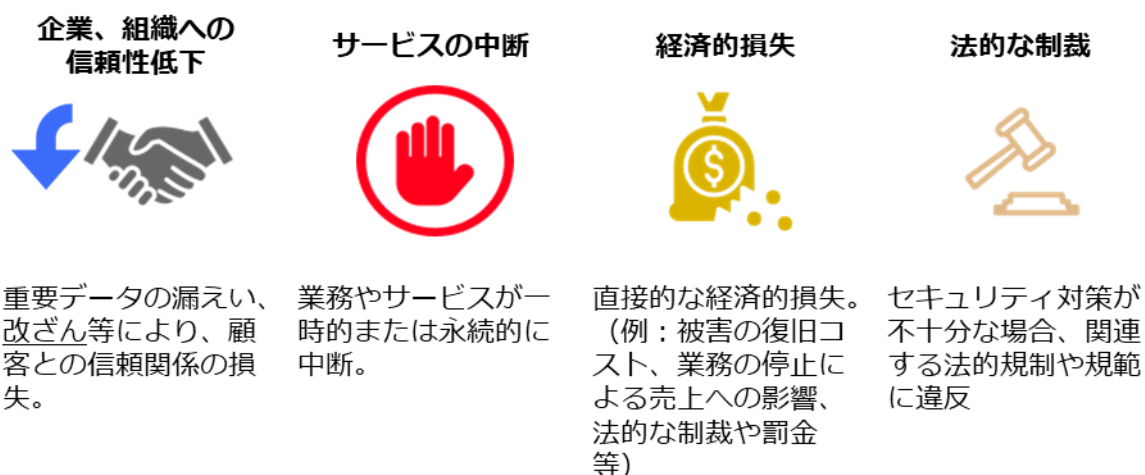 企業、組織への
信頼性低下
サービスの中断
経済的損失
法的な制裁
$
重要データの漏えい、
改ざん等により、顧
客との信頼関係の損
失。
業務やサービスが一
時的または永続的に
中断。
直接的な経済的損失。
（例：被害の復旧コ
スト、業務の停止に
よる売上への影響、
法的な制裁や罰金
等）
セキュリティ対策が
不十分な場合、関連
する法的規制や規範
に違反